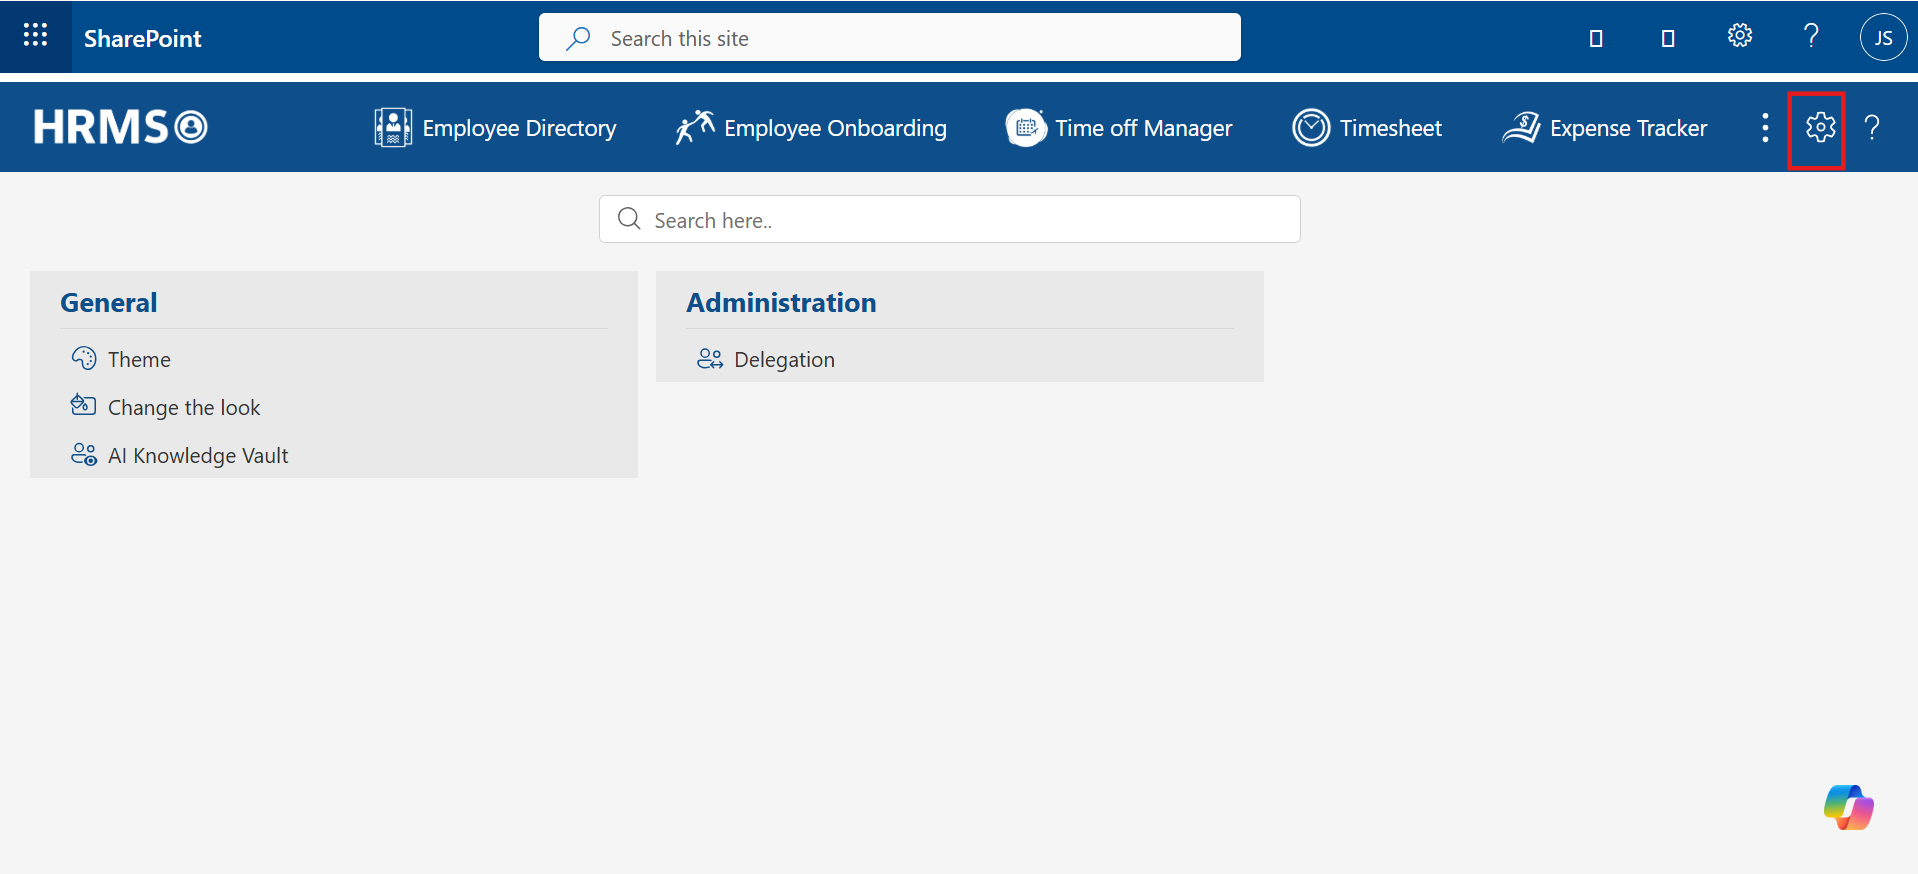 SharePoint
Search this site
JS
HRMS
Employee Directory
Employee Onboarding
Time off Manager
Timesheet
Expense Tracker
Search here..
General
Theme
Change the look
AI Knowledge Vault
Administration
Delegation